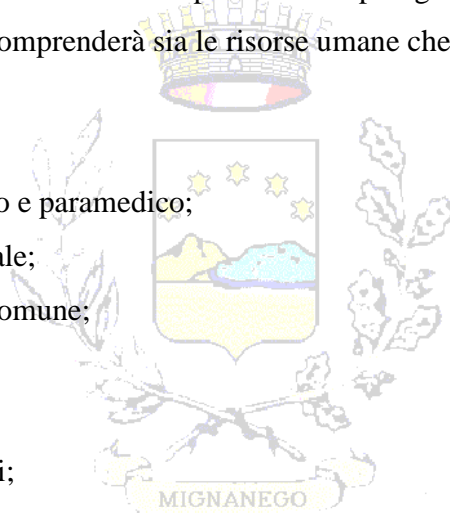 omprenderà sia le risorse umane che
o e paramedico;
ale;
omune;
i;
MIGNANEGO